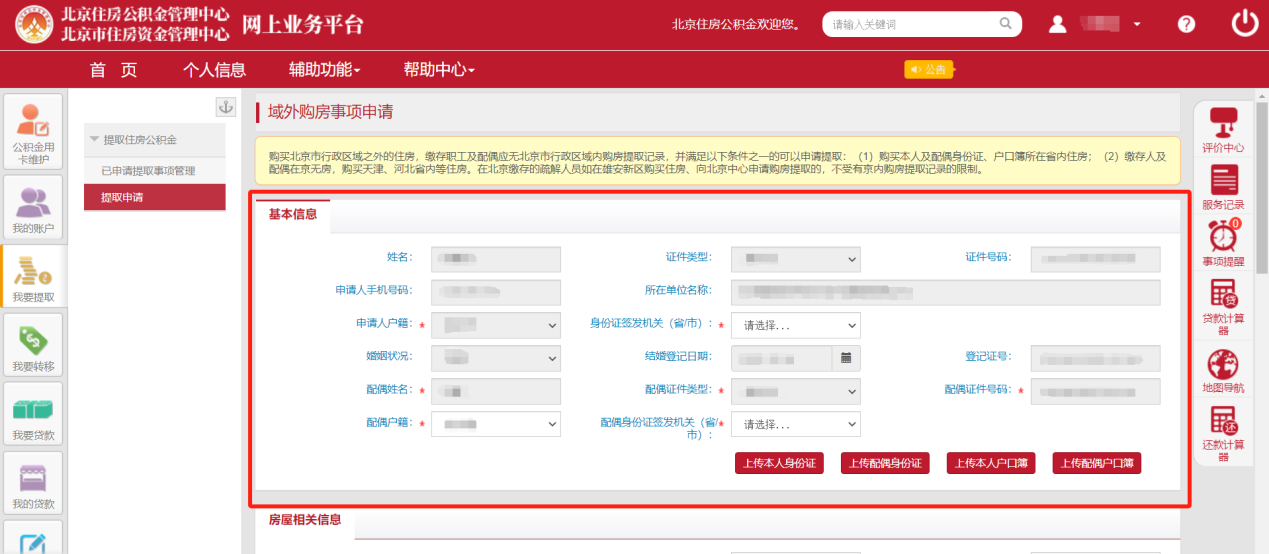 北京住房公积金管理中心
北京市住房资金管理中心
网上业务平台
北京住房公积金欢迎您。
请输入关键词
首 页
个人信息
辅助功能
帮助中心
公告
公积金用
卡维护
我的账户
我要提取
我要转移
我要贷款
我的贷款
提取住房公积金
已申请提取事项管理
提取申请
域外购房事项申请
购买北京市行政区域之外的住房，缴存职工及配偶应无北京市行政区域内购房提取记录，并满足以下条件之一的可以申请提取：（1）购买本人及配偶身份证、户口簿所在省内住房；（2）缴存人及
配偶在京无房，购买天津、河北省内等住房。在北京缴存的疏解人员如在雄安新区购买住房、向北京中心申请购房提取的，不受有京内购房提取记录的限制。
基本信息
姓名：
证件类型：
证件号码：
申请人手机号码：
所在单位名称：
申请人户籍：*
身份证签发机关（省/市）：* 请选择...
婚姻状况：
结婚登记日期：
登记证号：
配偶姓名：*
配偶证件类型：*
配偶证件号码：*
配偶户籍：*
配偶身份证签发机关（省/*
市）：
请选择...
上传本人身份证
上传配偶身份证
上传本人户口簿
上传配偶户口簿
房屋相关信息
评价中心
服务记录
0
事项提醒
贷
贷款计算
器
地图导航
还
还款计算
器